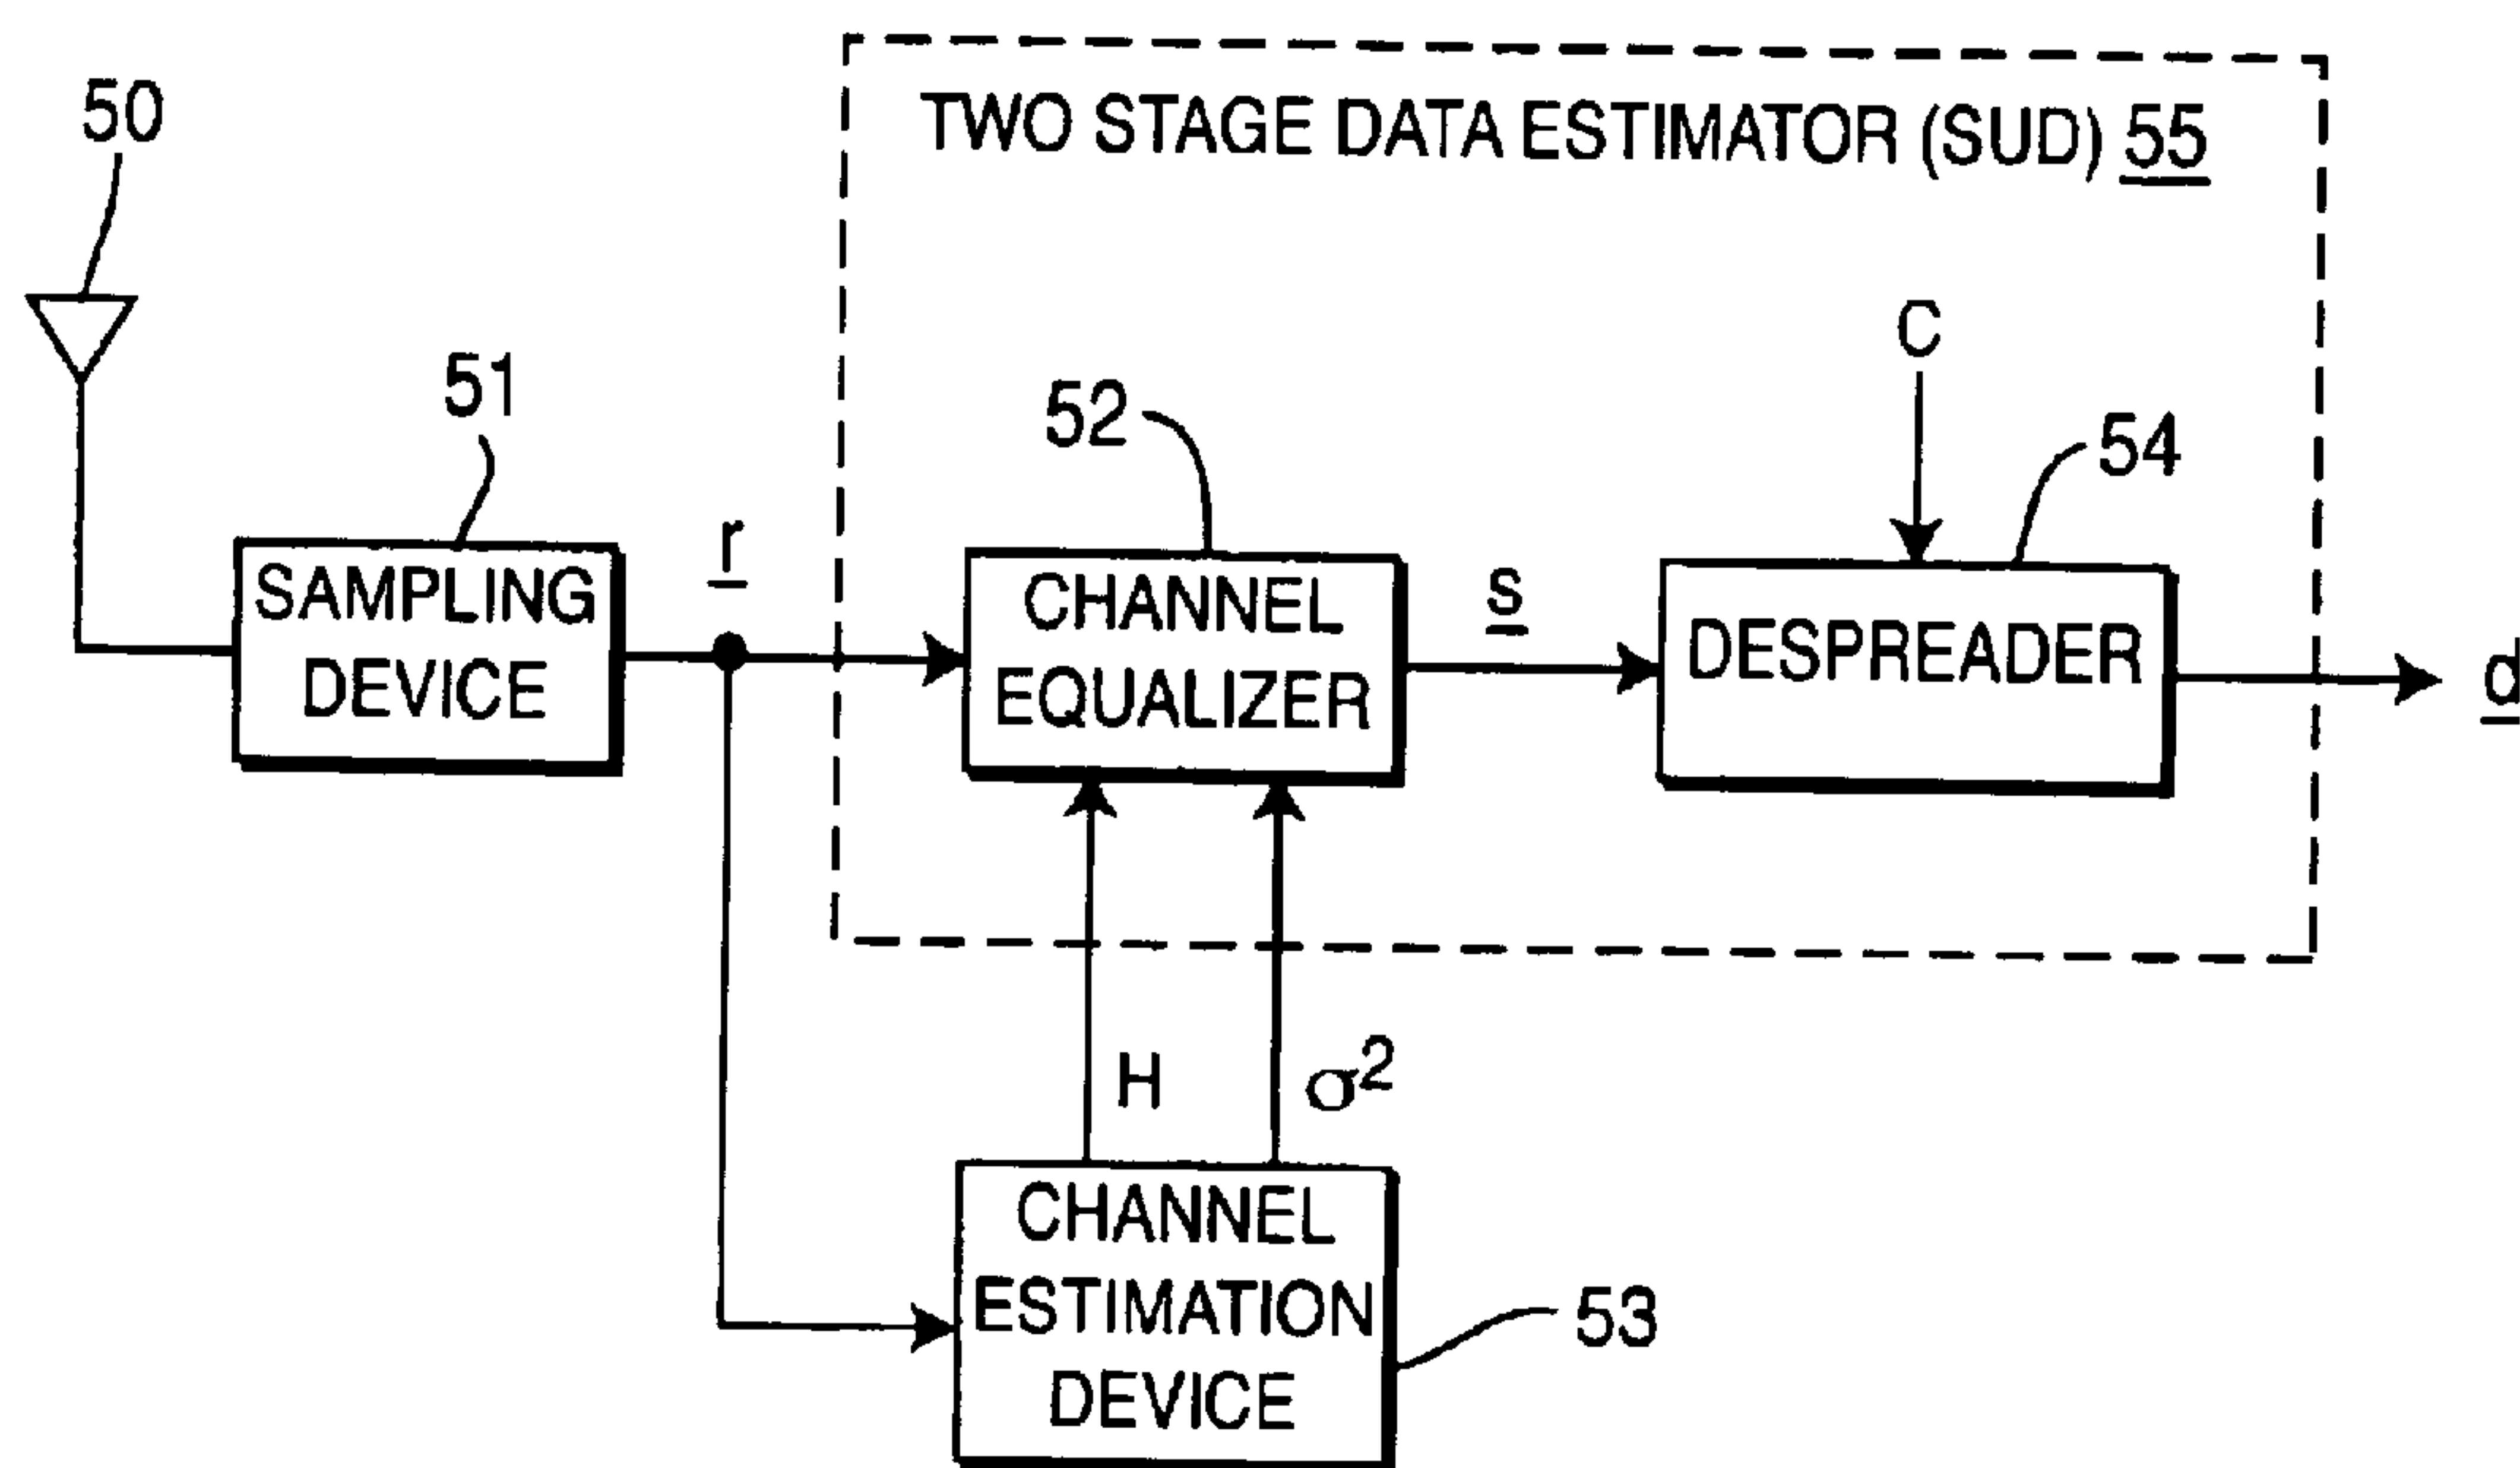 50
TWO STAGE DATA ESTIMATOR (SUD) 55
C
51
52
54
r
SAMPLING
DEVICE
CHANNEL
EQUALIZER
s
DESPREADER
d
H
σ²
CHANNEL
ESTIMATION
DEVICE
53